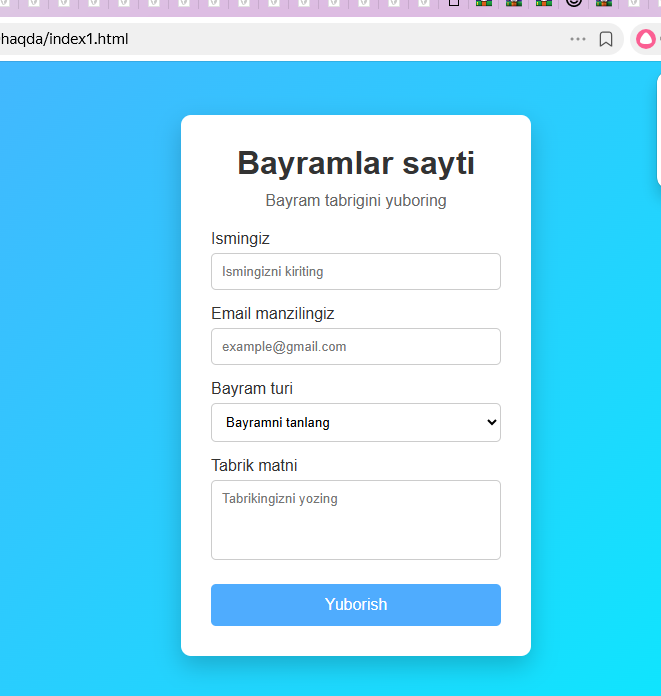 haqda/index1.html
Bayramlar sayti
Bayram tabrigini yuboring
Ismingiz
Ismingizni kiriting
Email manzilingiz
example@gmail.com
Bayram turi
Bayramni tanlang
Tabrik matni
Tabrikingizni yozing
Yuborish